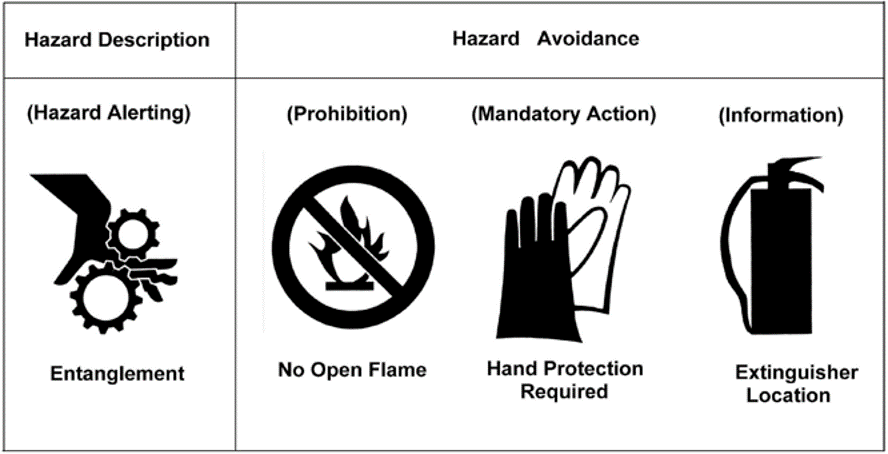 Hazard Description
Hazard Avoidance
(Hazard Alerting)
(Prohibition)
(Mandatory Action)
(Information)
Entanglement
No Open Flame
Hand Protection
Required
Extinguisher
Location